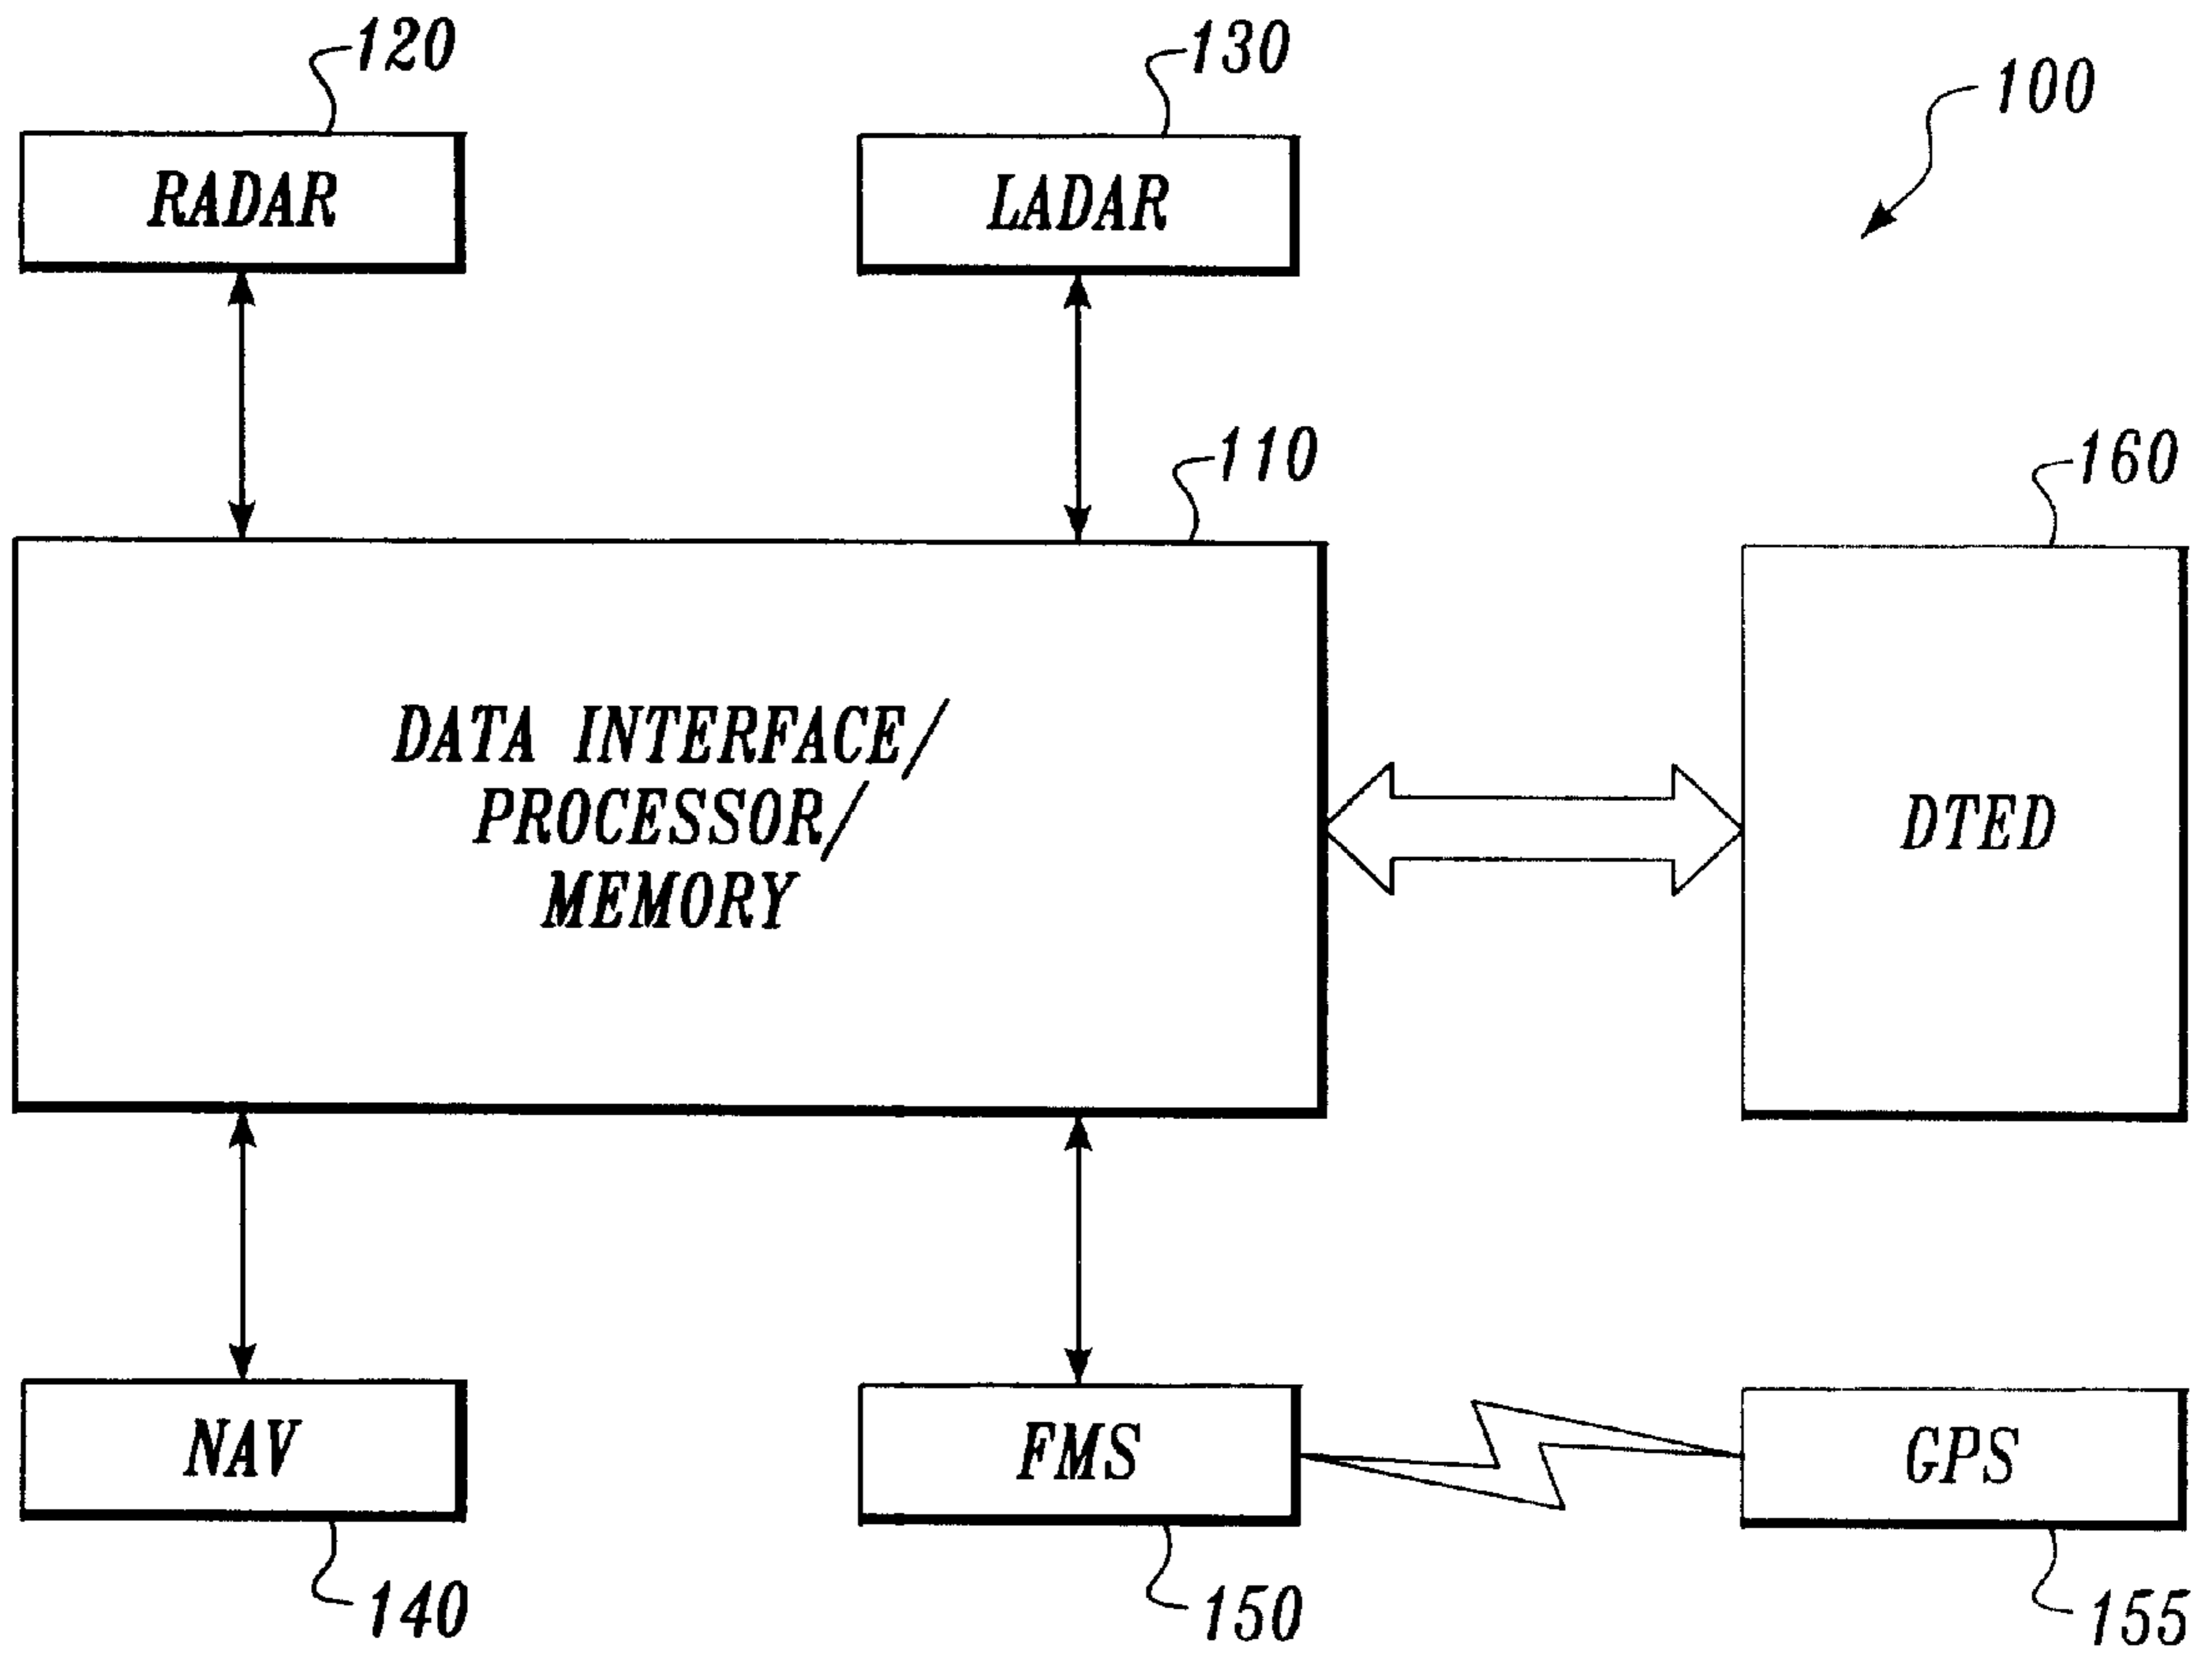 120
130
100
RADAR
LADAR
110
160
DATA INTERFACE/
PROCESSOR/
MEMORY
DTED
NAV
FMS
GPS
140
150
155